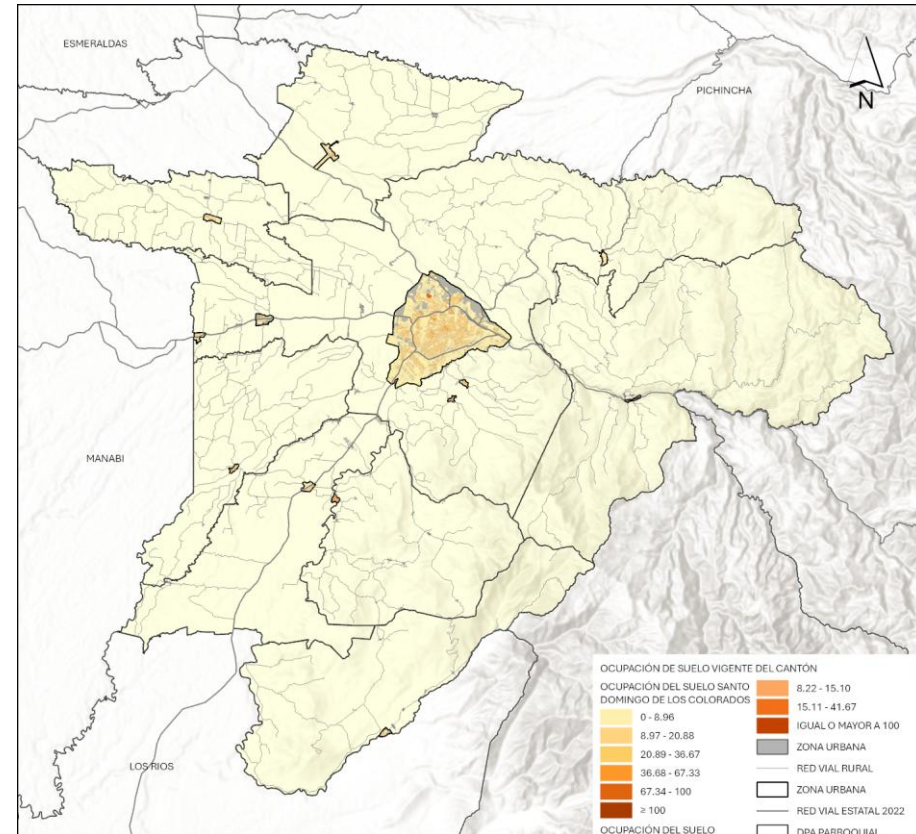 ESMERALDAS
PICHINCHA
N
MANABI
LOS RIOS
OCUPACIÓN DE SUELO VIGENTE DEL CANTÓN
OCUPACIÓN DEL SUELO SANTO
DOMINGO DE LOS COLORADOS
0 - 8.96
8.97 - 20.88
20.89 - 36.67
36.68 - 67.33
67.34 - 100
≥ 100
OCUPACIÓN DEL SUELO
8.22 - 15.10
15.11 - 41.67
IGUAL O MAYOR A 100
ZONA URBANA
RED VIAL RURAL
ZONA URBANA
RED VIAL ESTATAL 2022
DPA PARROQUIAL